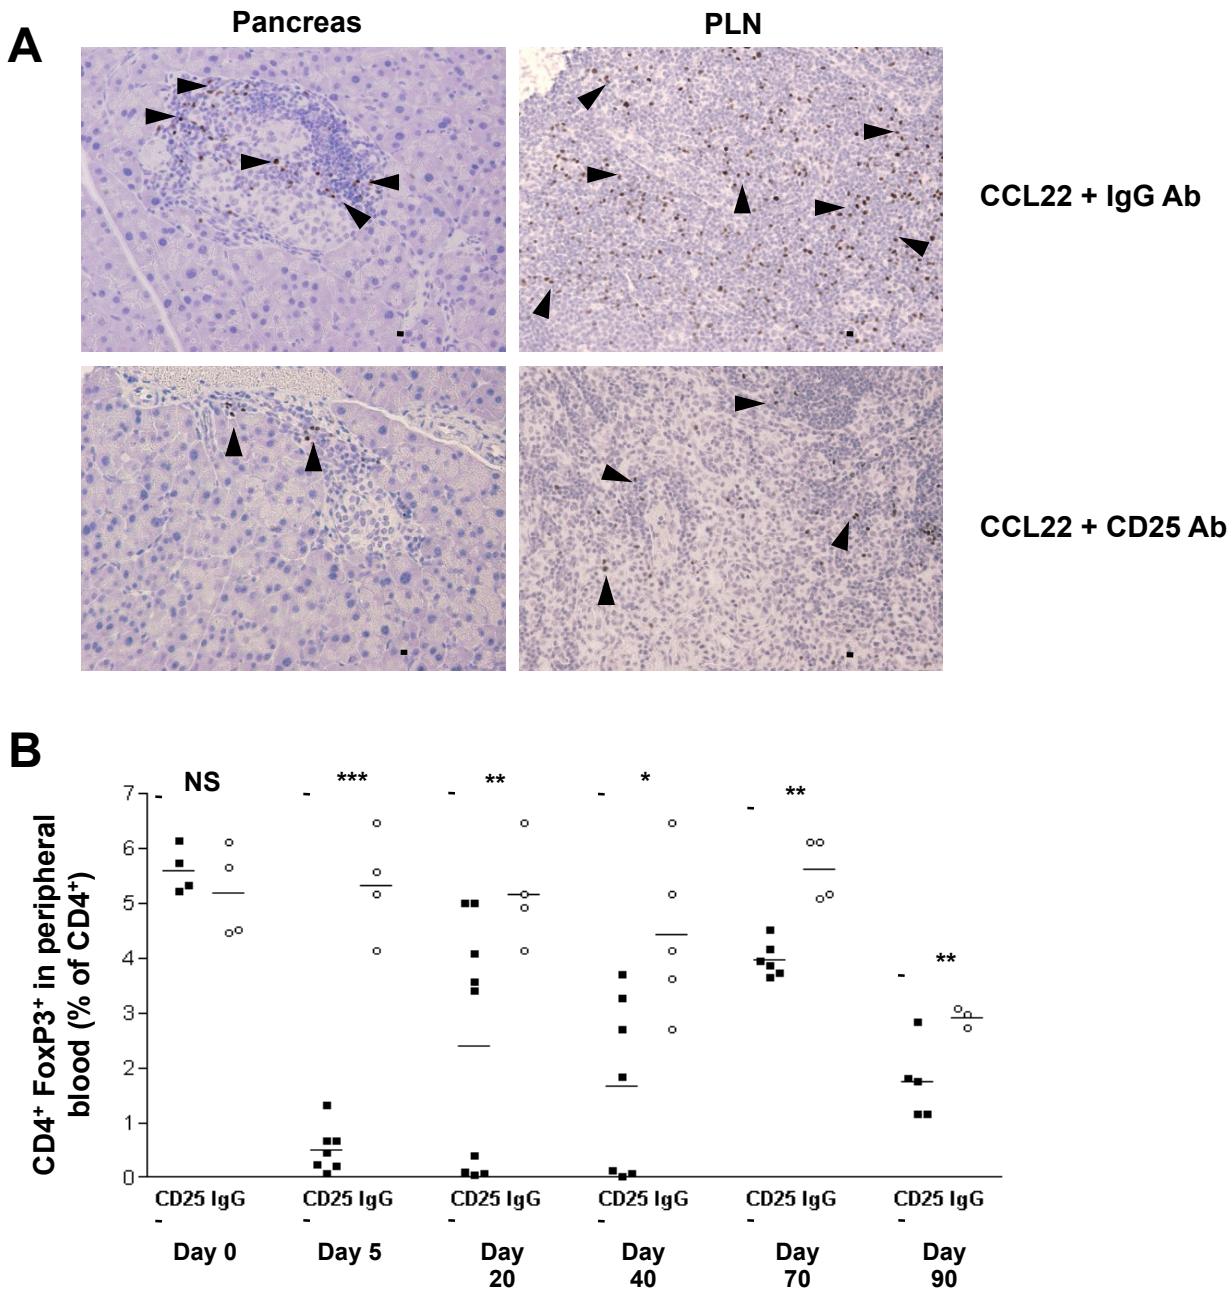 A
Pancreas
PLN
CCL22 + IgG Ab
CCL22 + CD25 Ab
B
CD4⁺ FoxP3⁺ in peripheral
blood (% of CD4⁺)
7
6
5
4
3
2
1
0
NS
***
**
*
**
**
CD25 IgG
CD25 IgG
CD25 IgG
CD25 IgG
CD25 IgG
CD25 IgG
Day 0
Day 5
Day
20
Day
40
Day
70
Day
90